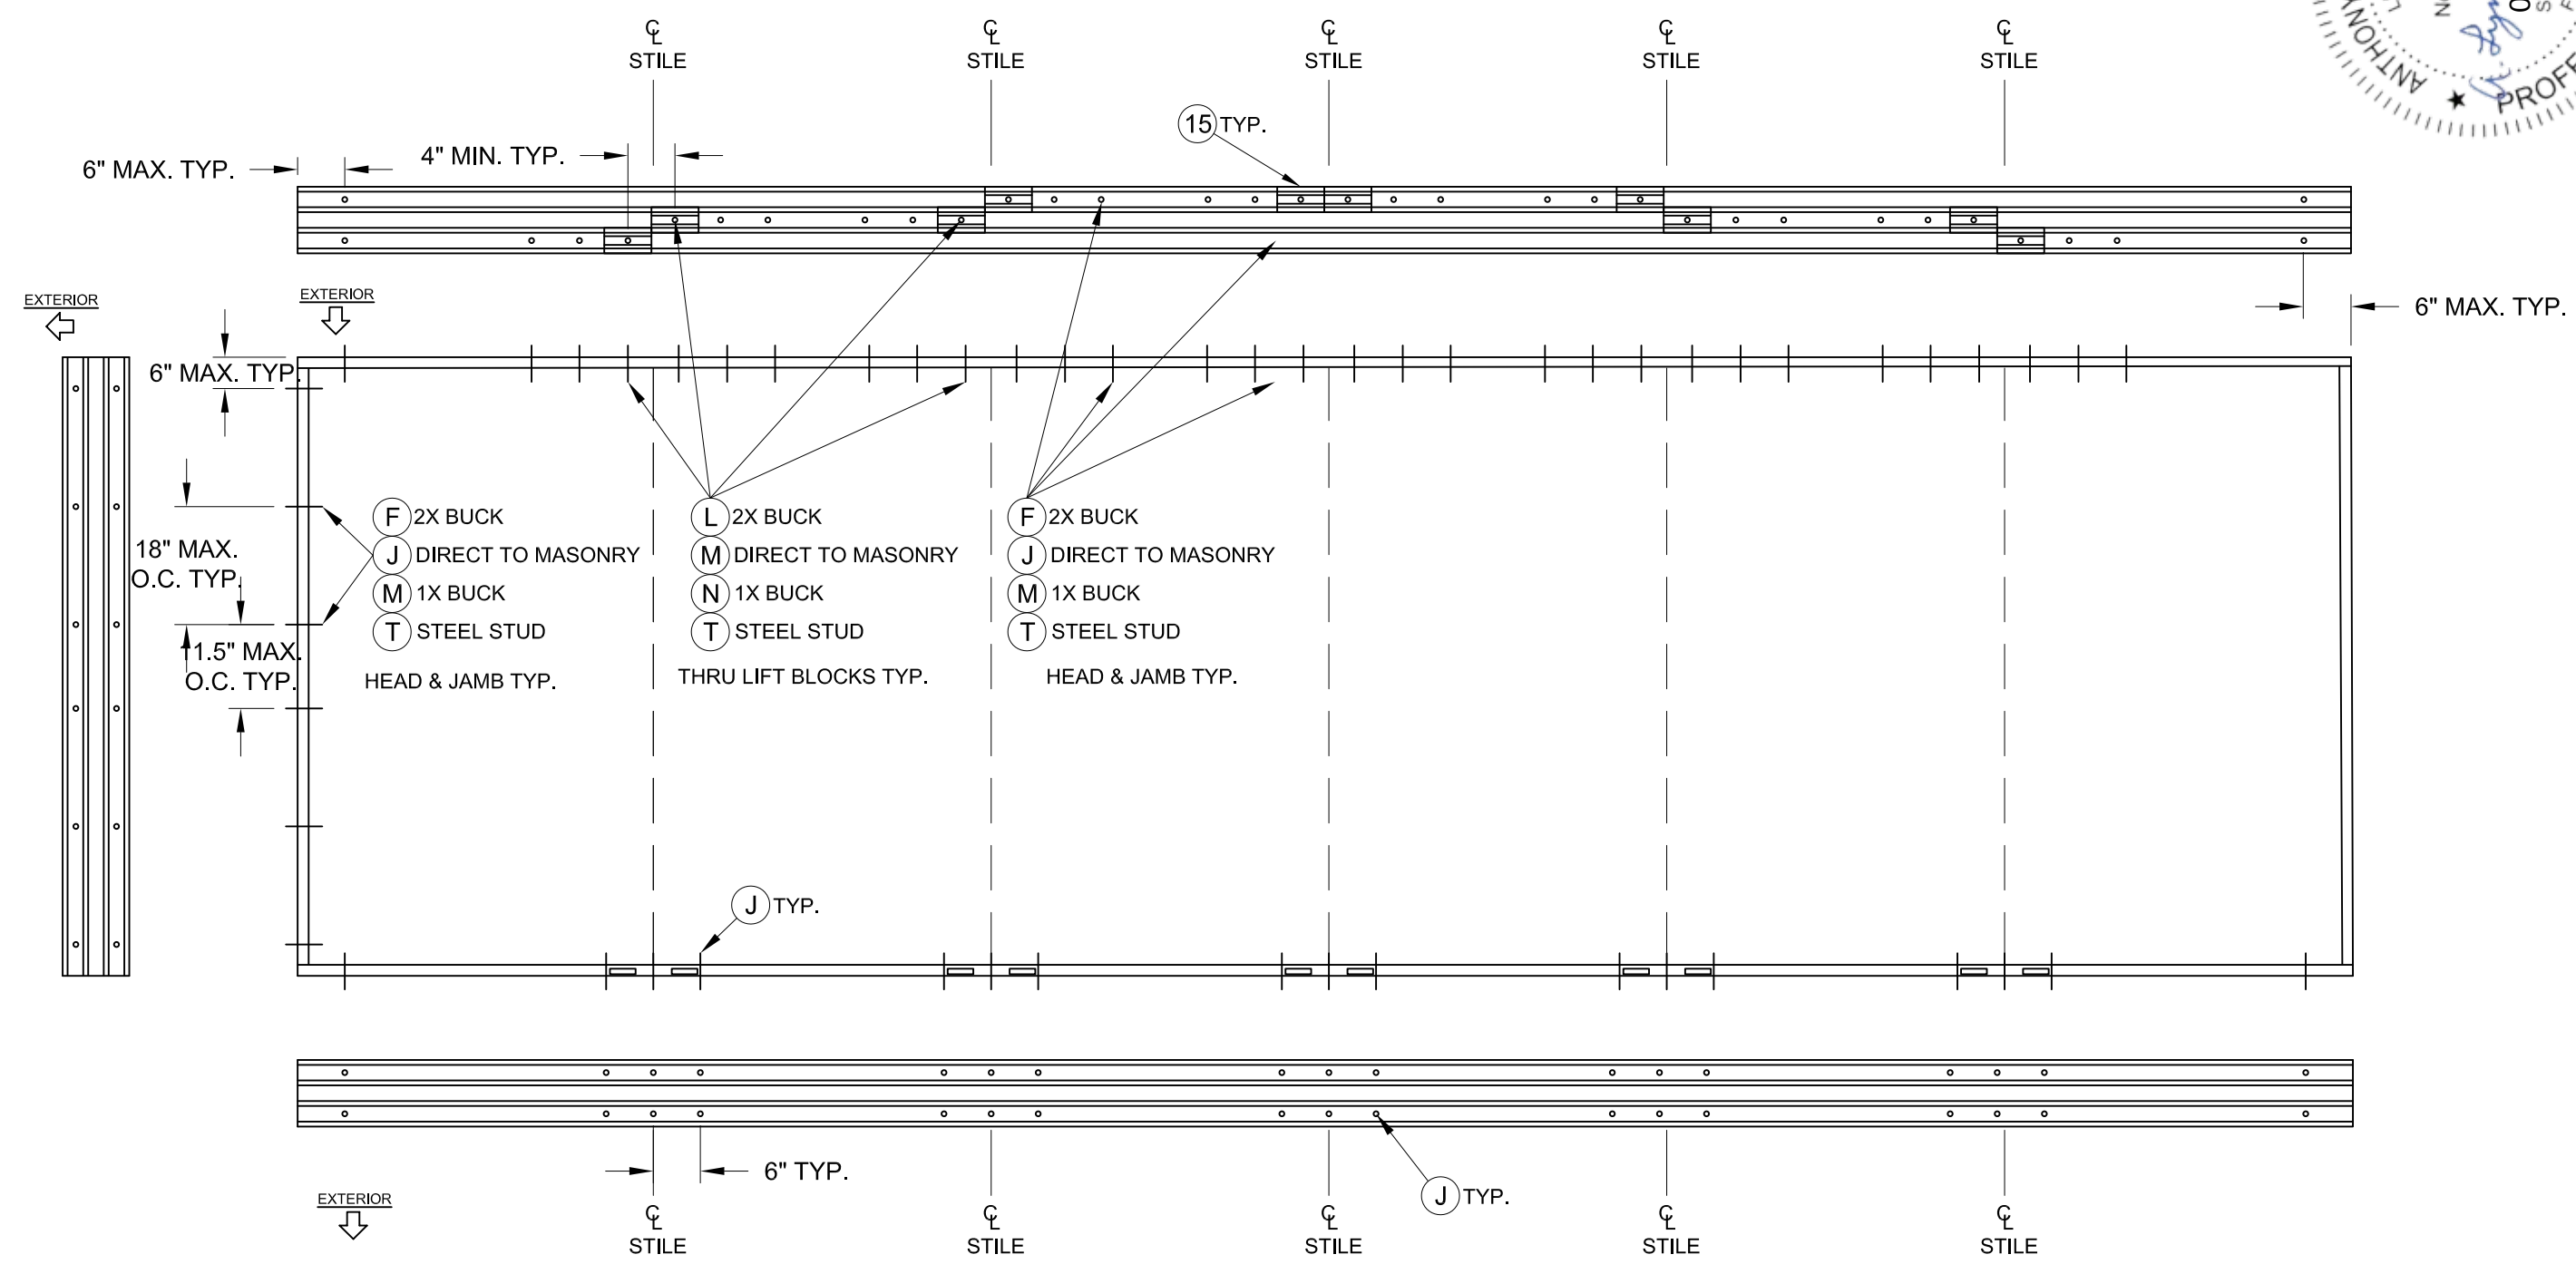 ℄ ℄ ℄ ℄ ℄
STILE STILE STILE STILE STILE
ANTHONY
★ PROFE
15 TYP.
6" MAX. TYP.
4" MIN. TYP.
EXTERIOR
EXTERIOR
6" MAX. TYP.
6" MAX. TYP.
18" MAX.
O.C. TYP.
11.5" MAX.
O.C. TYP.
F 2X BUCK
J DIRECT TO MASONRY
M 1X BUCK
T STEEL STUD
HEAD & JAMB TYP.
L 2X BUCK
M DIRECT TO MASONRY
N 1X BUCK
T STEEL STUD
THRU LIFT BLOCKS TYP.
F 2X BUCK
J DIRECT TO MASONRY
M 1X BUCK
T STEEL STUD
HEAD & JAMB TYP.
J TYP.
6" TYP.
J TYP.
EXTERIOR
℄ ℄ ℄ ℄ ℄
STILE STILE STILE STILE STILE